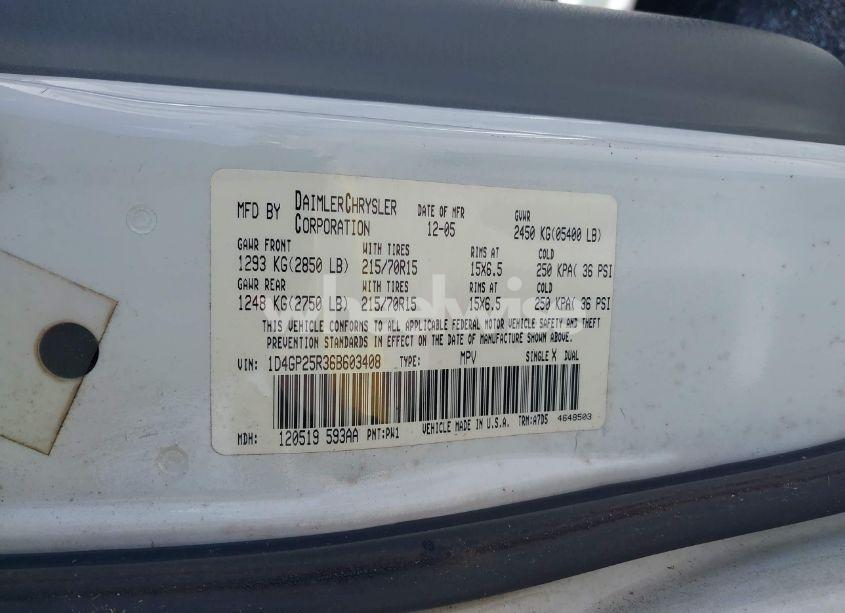 MFD BY DAIMLERCHRYSLER CORPORATION DATE OF MFR 12-05 GVWR 2450 KG(05400 LB)
GAWR FRONT WITH TIRES RIMS AT COLD
1293 KG(2850 LB) 215/70R15 15X6.5 250 KPA( 36 PSI
GAWR REAR WITH TIRES RIMS AT COLD
1248 KG(2750 LB) 215/70R15 15X6.5 250 KPA( 36 PSI
THIS VEHICLE CONFORMS TO ALL APPLICABLE FEDERAL MOTOR VEHICLE SAFETY AND THEFT
PREVENTION STANDARDS IN EFFECT ON THE DATE OF MANUFACTURE SHOWN ABOVE.
VIN: 1D4GP25R36B603408 TYPE: MPV SINGLE X DUAL
MDH: 120519 593AA PNT:PW1 VEHICLE MADE IN U.S.A. TRM:A7D5 4648503